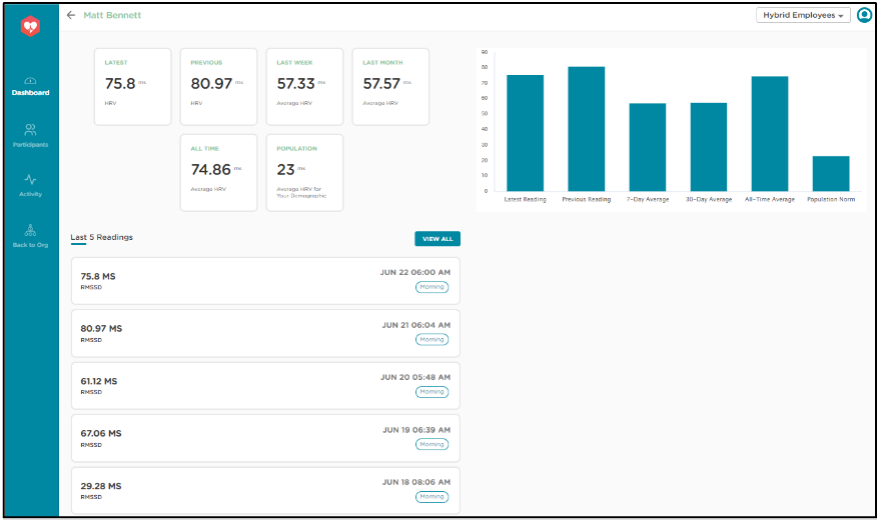 ← Matt Bennett
Hybrid Employees
Dashboard
Participants
Activity
Back to Org
LATEST
75.8 ms
HRV
PREVIOUS
80.97 ms
HRV
LAST WEEK
57.33 ms
Average HRV
LAST MONTH
57.57 ms
Average HRV
ALL TIME
74.86 ms
Average HRV
POPULATION
23 ms
Average HRV for
Your Demographic
90
80
70
60
50
40
30
20
10
0
Latest Reading
Previous Reading
7-Day Average
30-Day Average
All-Time Average
Population Norm
Last 5 Readings
VIEW ALL
75.8 MS
RMSSD
JUN 22 06:00 AM
Morning
80.97 MS
RMSSD
JUN 21 06:04 AM
Morning
61.12 MS
RMSSD
JUN 20 05:48 AM
Morning
67.06 MS
RMSSD
JUN 19 06:39 AM
Morning
29.28 MS
RMSSD
JUN 18 08:06 AM
Morning